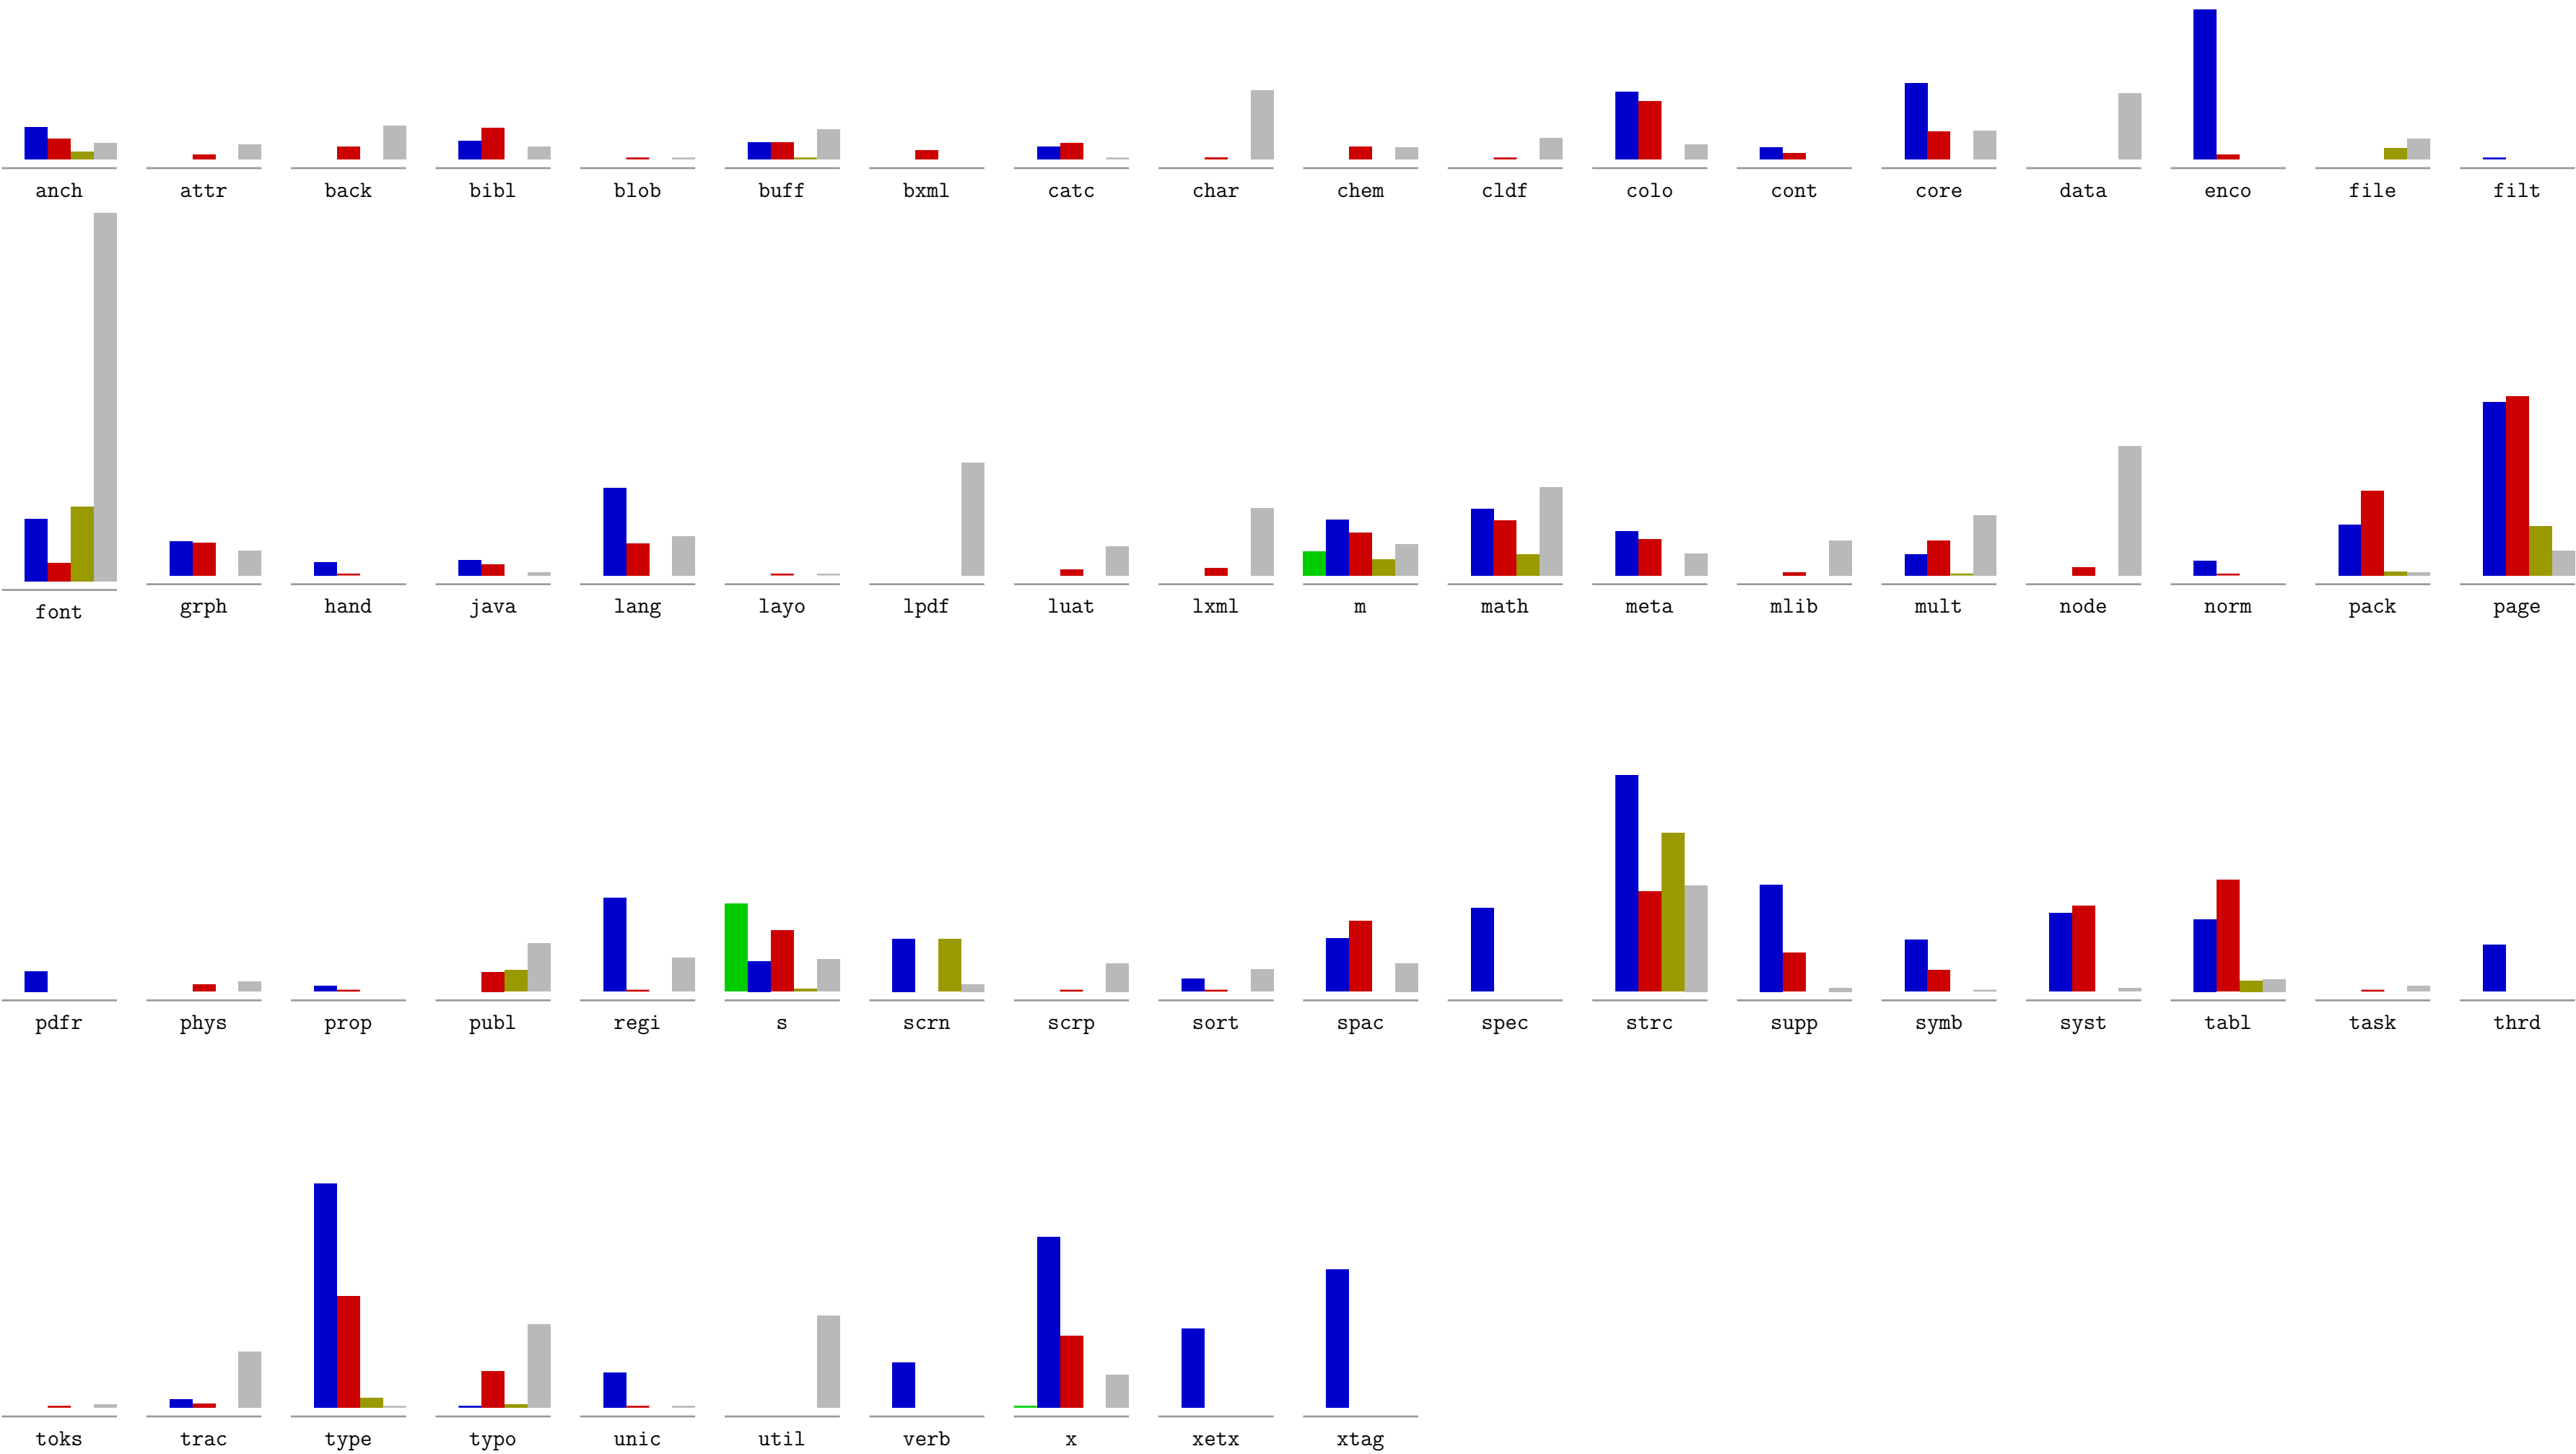 anch attr back bibl blob buff bxml catc char chem cldf colo cont core data enco file filt
font grph hand java lang layo lpdf luat lxml m math meta mlib mult node norm pack page
pdfr phys prop publ regi s scrn scrp sort spac spec strc supp symb syst tabl task thrd
toks trac type typo unic util verb x xetx xtag